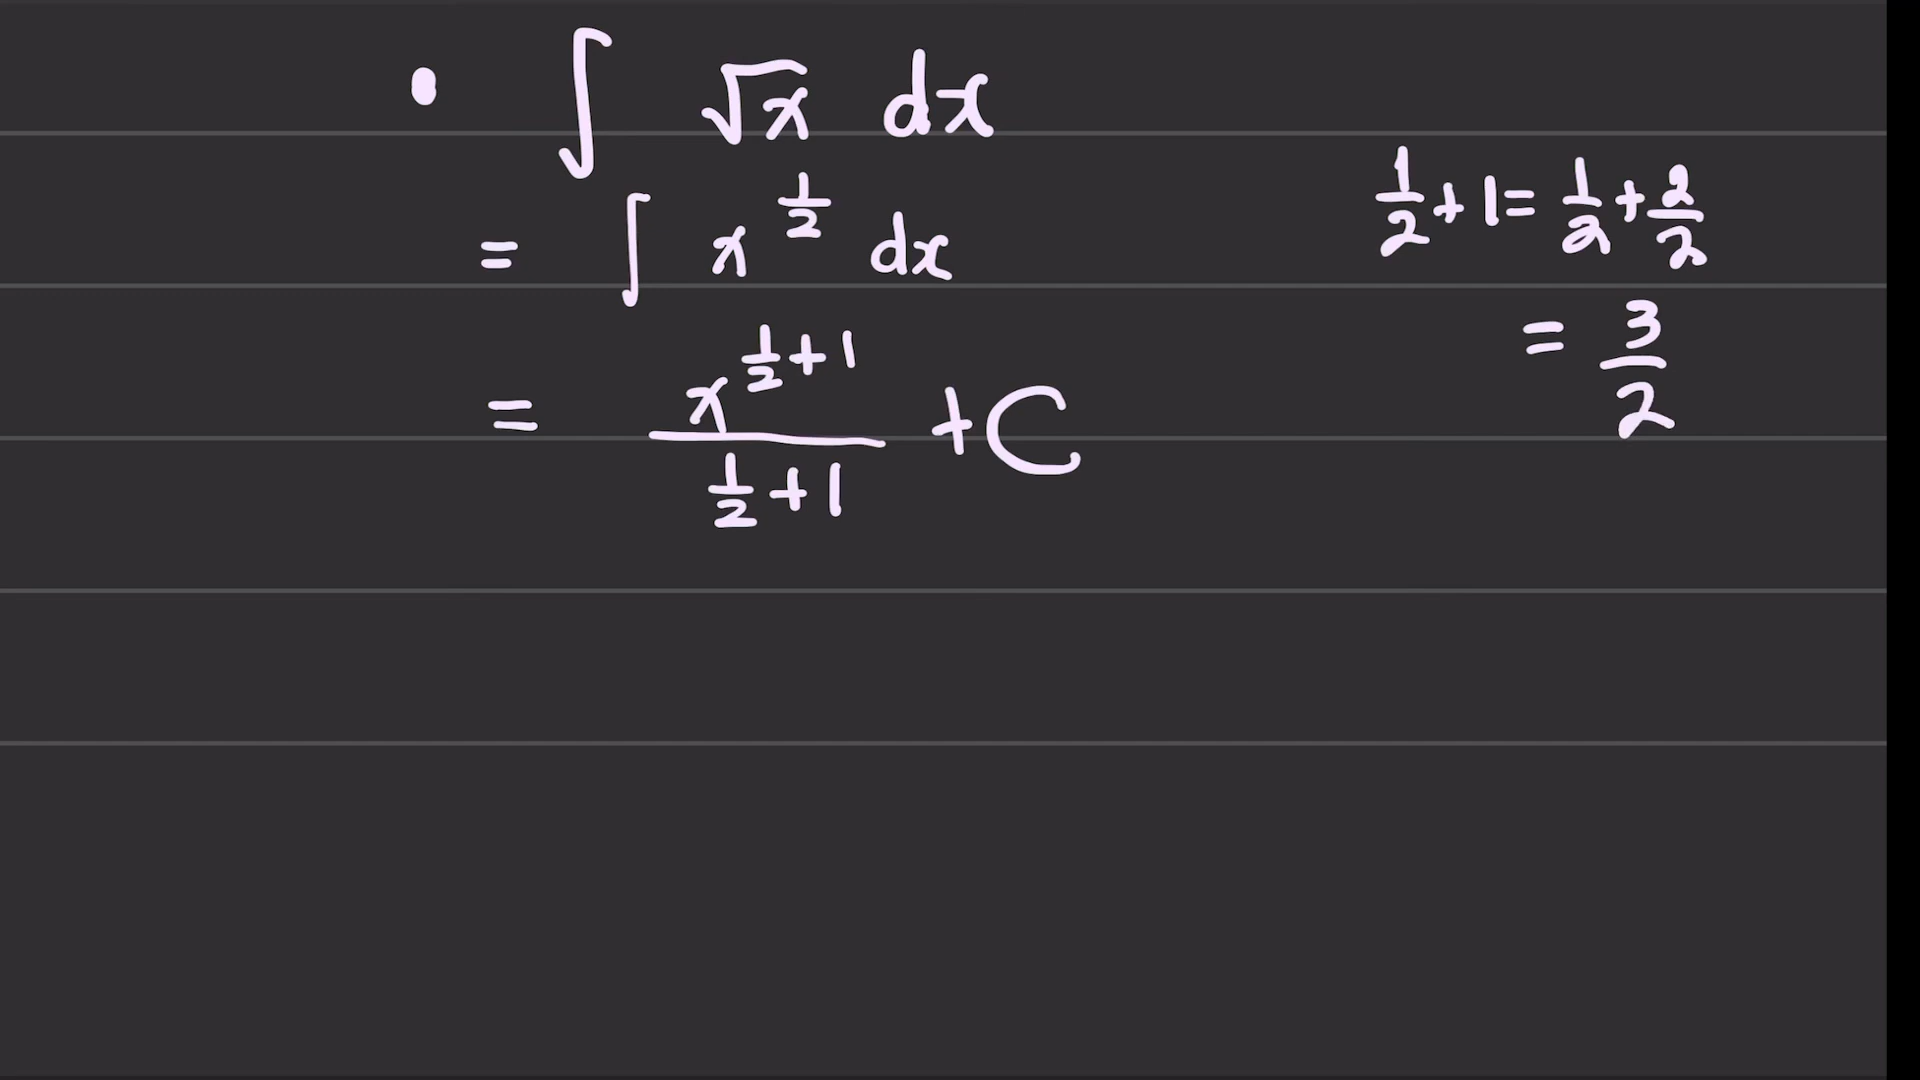 • ∫ √x dx
= ∫ x^{1/2} dx
= x^{1/2+1} / (1/2+1) + C
1/2 + 1 = 1/2 + 2/2
= 3/2